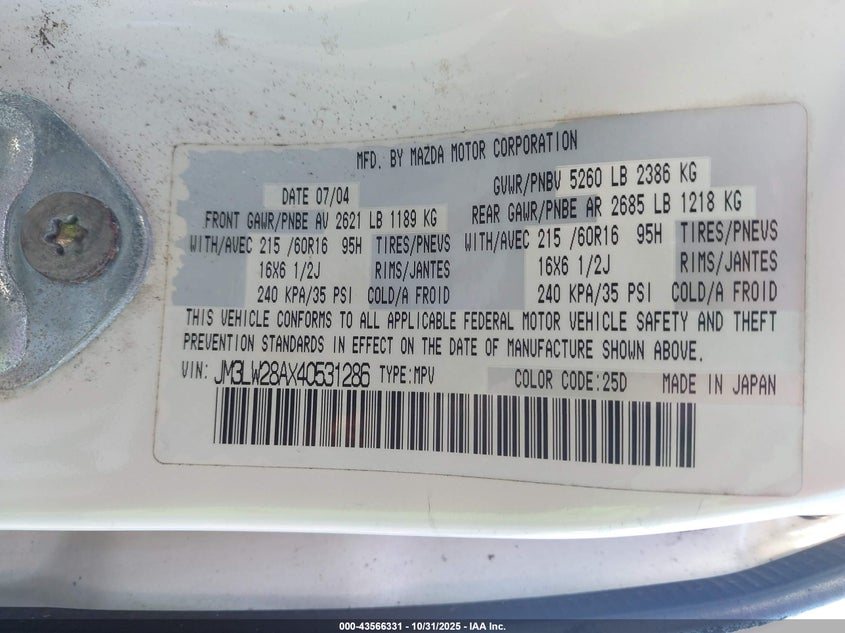 MFD. BY MAZDA MOTOR CORPORATION
DATE 07/04 GVWR/PNBV 5260 LB 2386 KG
FRONT GAWR/PNBE AV 2621 LB 1189 KG REAR GAWR/PNBE AR 2685 LB 1218 KG
WITH/AVEC 215 /60R16 95H TIRES/PNEVS WITH/AVEC 215 /60R16 95H TIRES/PNEVS
16X6 1/2J RIMS/JANTES 16X6 1/2J RIMS/JANTES
240 KPA/35 PSI COLD/A FROID 240 KPA/35 PSI COLD/A FROID
THIS VEHICLE CONFORMS TO ALL APPLICABLE FEDERAL MOTOR VEHICLE SAFETY AND THEFT
PREVENTION STANDARDS IN EFFECT ON THE DATE OF MANUFACTURE SHOWN ABOVE.
VIN: JM3LW28AX40531286 TYPE:MPV COLOR CODE:25D MADE IN JAPAN
000-43566331 - 10/31/2025 - IAA Inc.